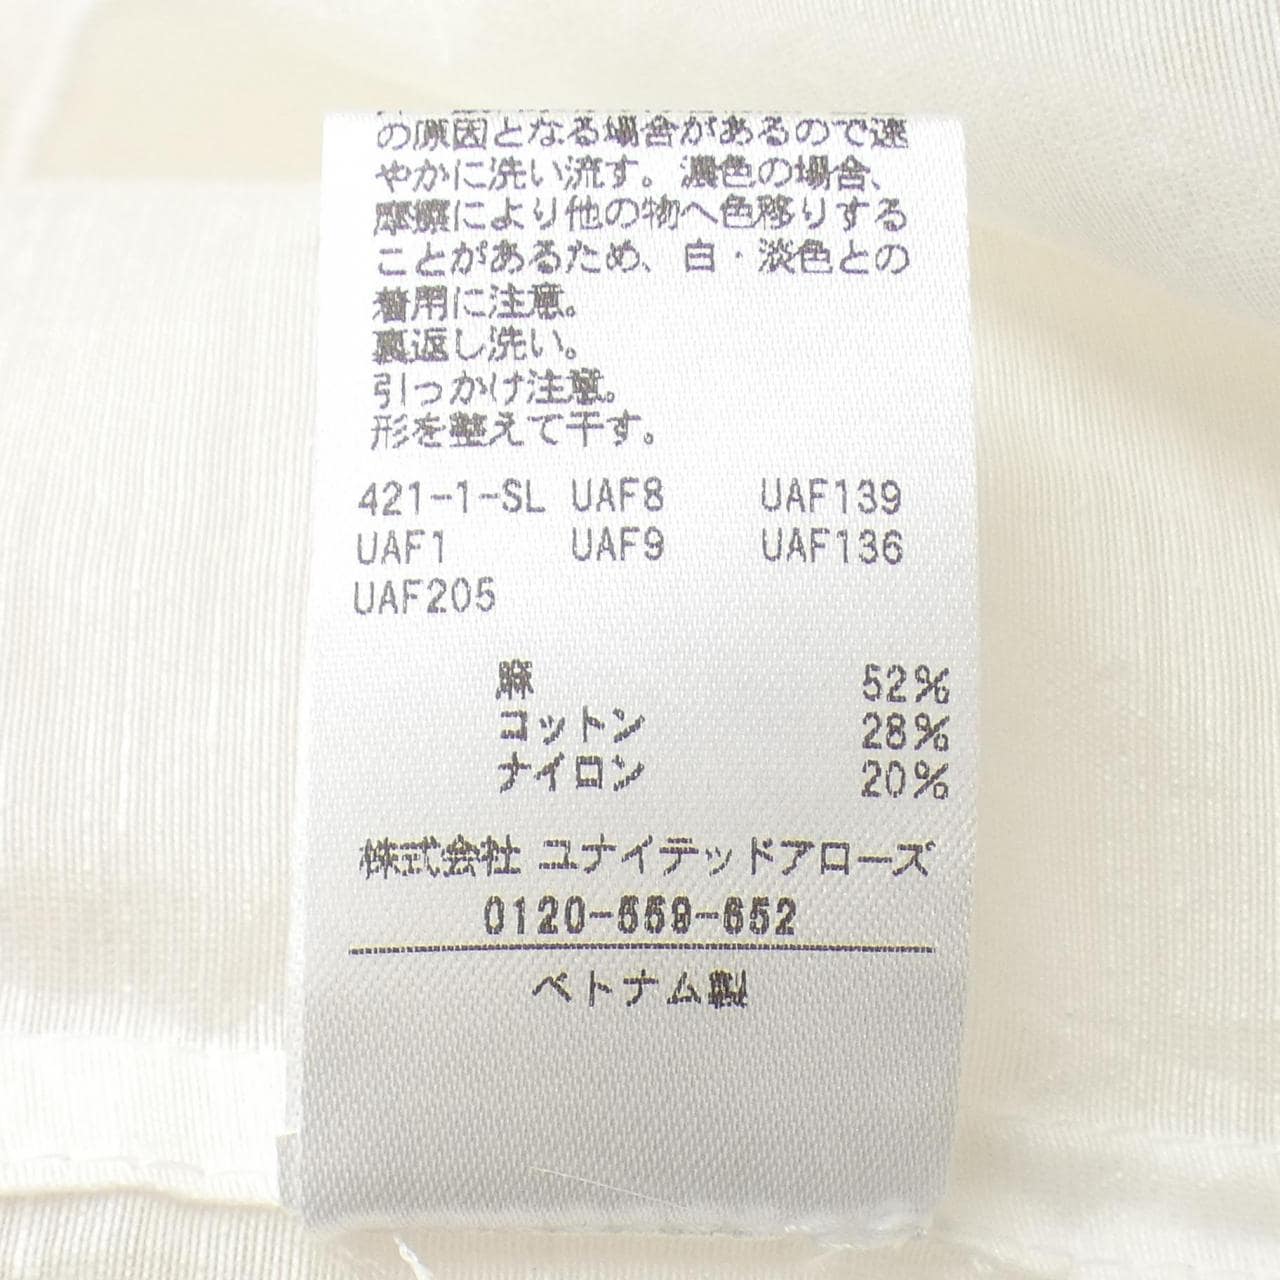 の原因となる場合があるので速
やかに洗い流す。濃色の場合、
摩擦により他の物へ色移りする
ことがあるため、白・淡色との
着用に注意。
裏返し洗い。
引っかけ注意。
形を整えて干す。
421-1-SL UAF8 UAF139
UAF1 UAF9 UAF136
UAF205
麻 52%
コットン 28%
ナイロン 20%
株式会社 ユナイテッドアローズ
0120-559-652
ベトナム製